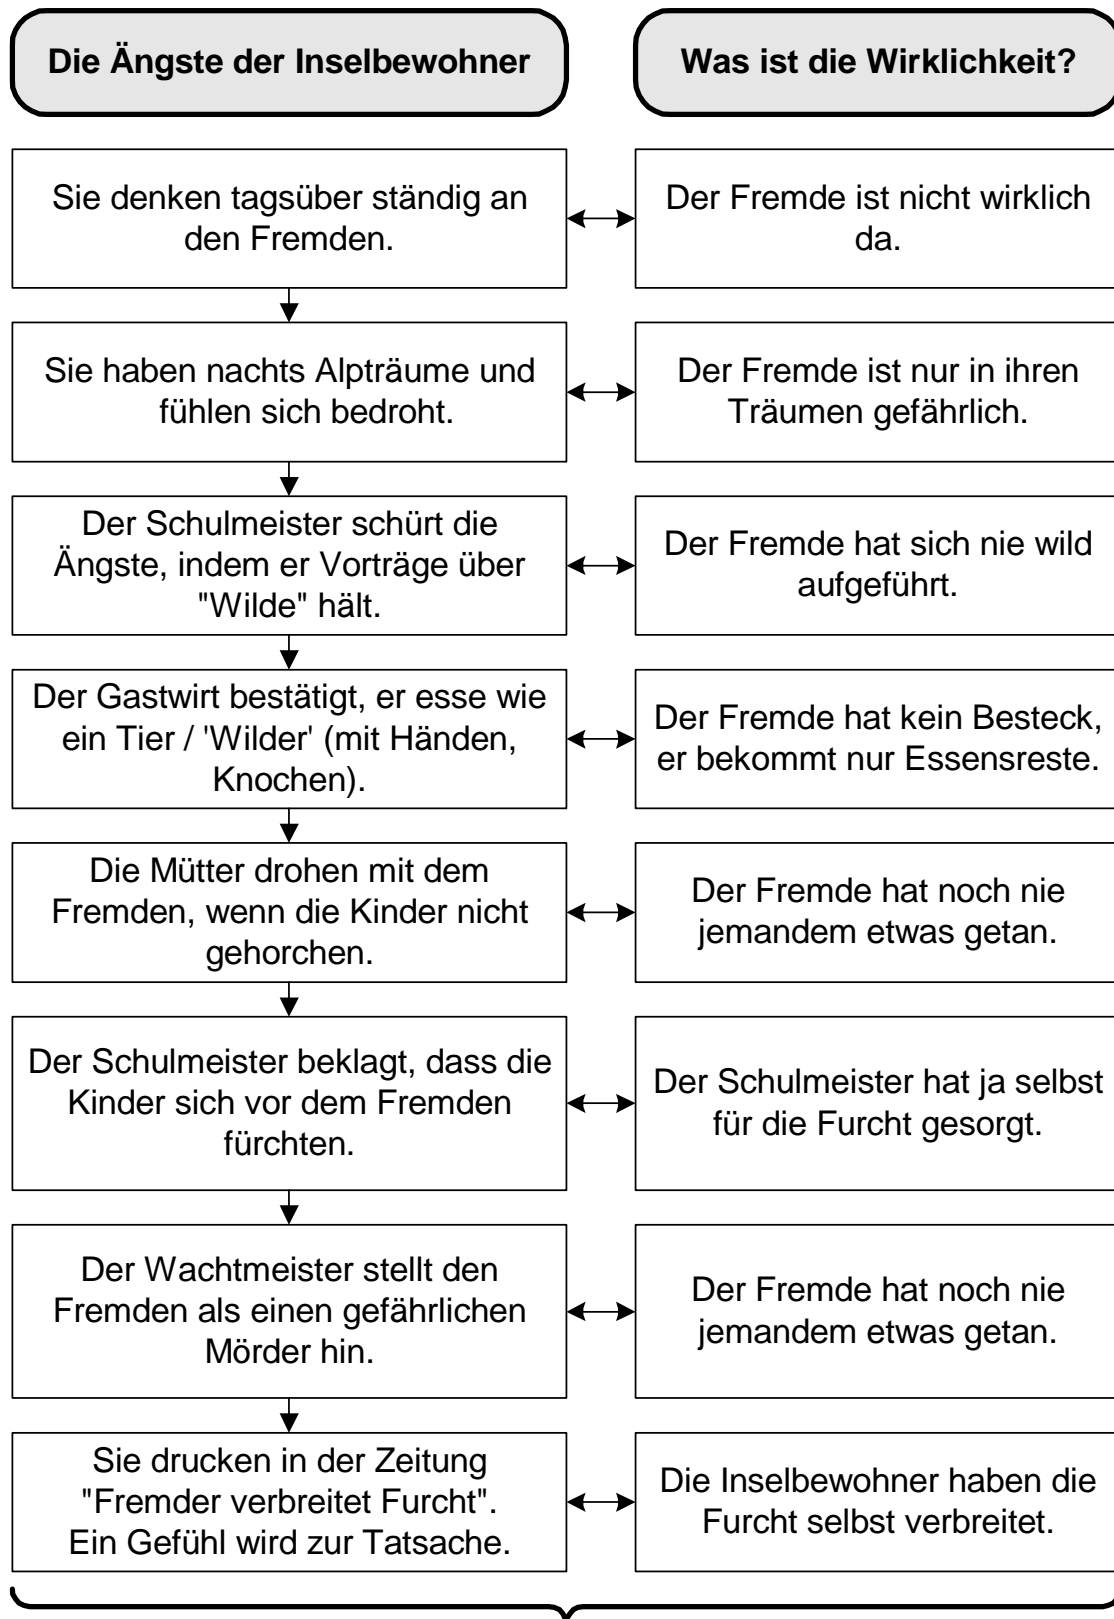 Die Ängste der Inselbewohner
Was ist die Wirklichkeit?
Sie denken tagsüber ständig an
den Fremden.
Der Fremde ist nicht wirklich
da.
Sie haben nachts Alpträume und
fühlen sich bedroht.
Der Fremde ist nur in ihren
Träumen gefährlich.
Der Schulmeister schürt die
Ängste, indem er Vorträge über
"Wilde" hält.
Der Fremde hat sich nie wild
aufgeführt.
Der Gastwirt bestätigt, er esse wie
ein Tier / 'Wilder' (mit Händen,
Knochen).
Der Fremde hat kein Besteck,
er bekommt nur Essensreste.
Die Mütter drohen mit dem
Fremden, wenn die Kinder nicht
gehorchen.
Der Fremde hat noch nie
jemandem etwas getan.
Der Schulmeister beklagt, dass die
Kinder sich vor dem Fremden
fürchten.
Der Schulmeister hat ja selbst
für die Furcht gesorgt.
Der Wachtmeister stellt den
Fremden als einen gefährlichen
Mörder hin.
Der Fremde hat noch nie
jemandem etwas getan.
Sie drucken in der Zeitung
"Fremder verbreitet Furcht".
Ein Gefühl wird zur Tatsache.
Die Inselbewohner haben die
Furcht selbst verbreitet.